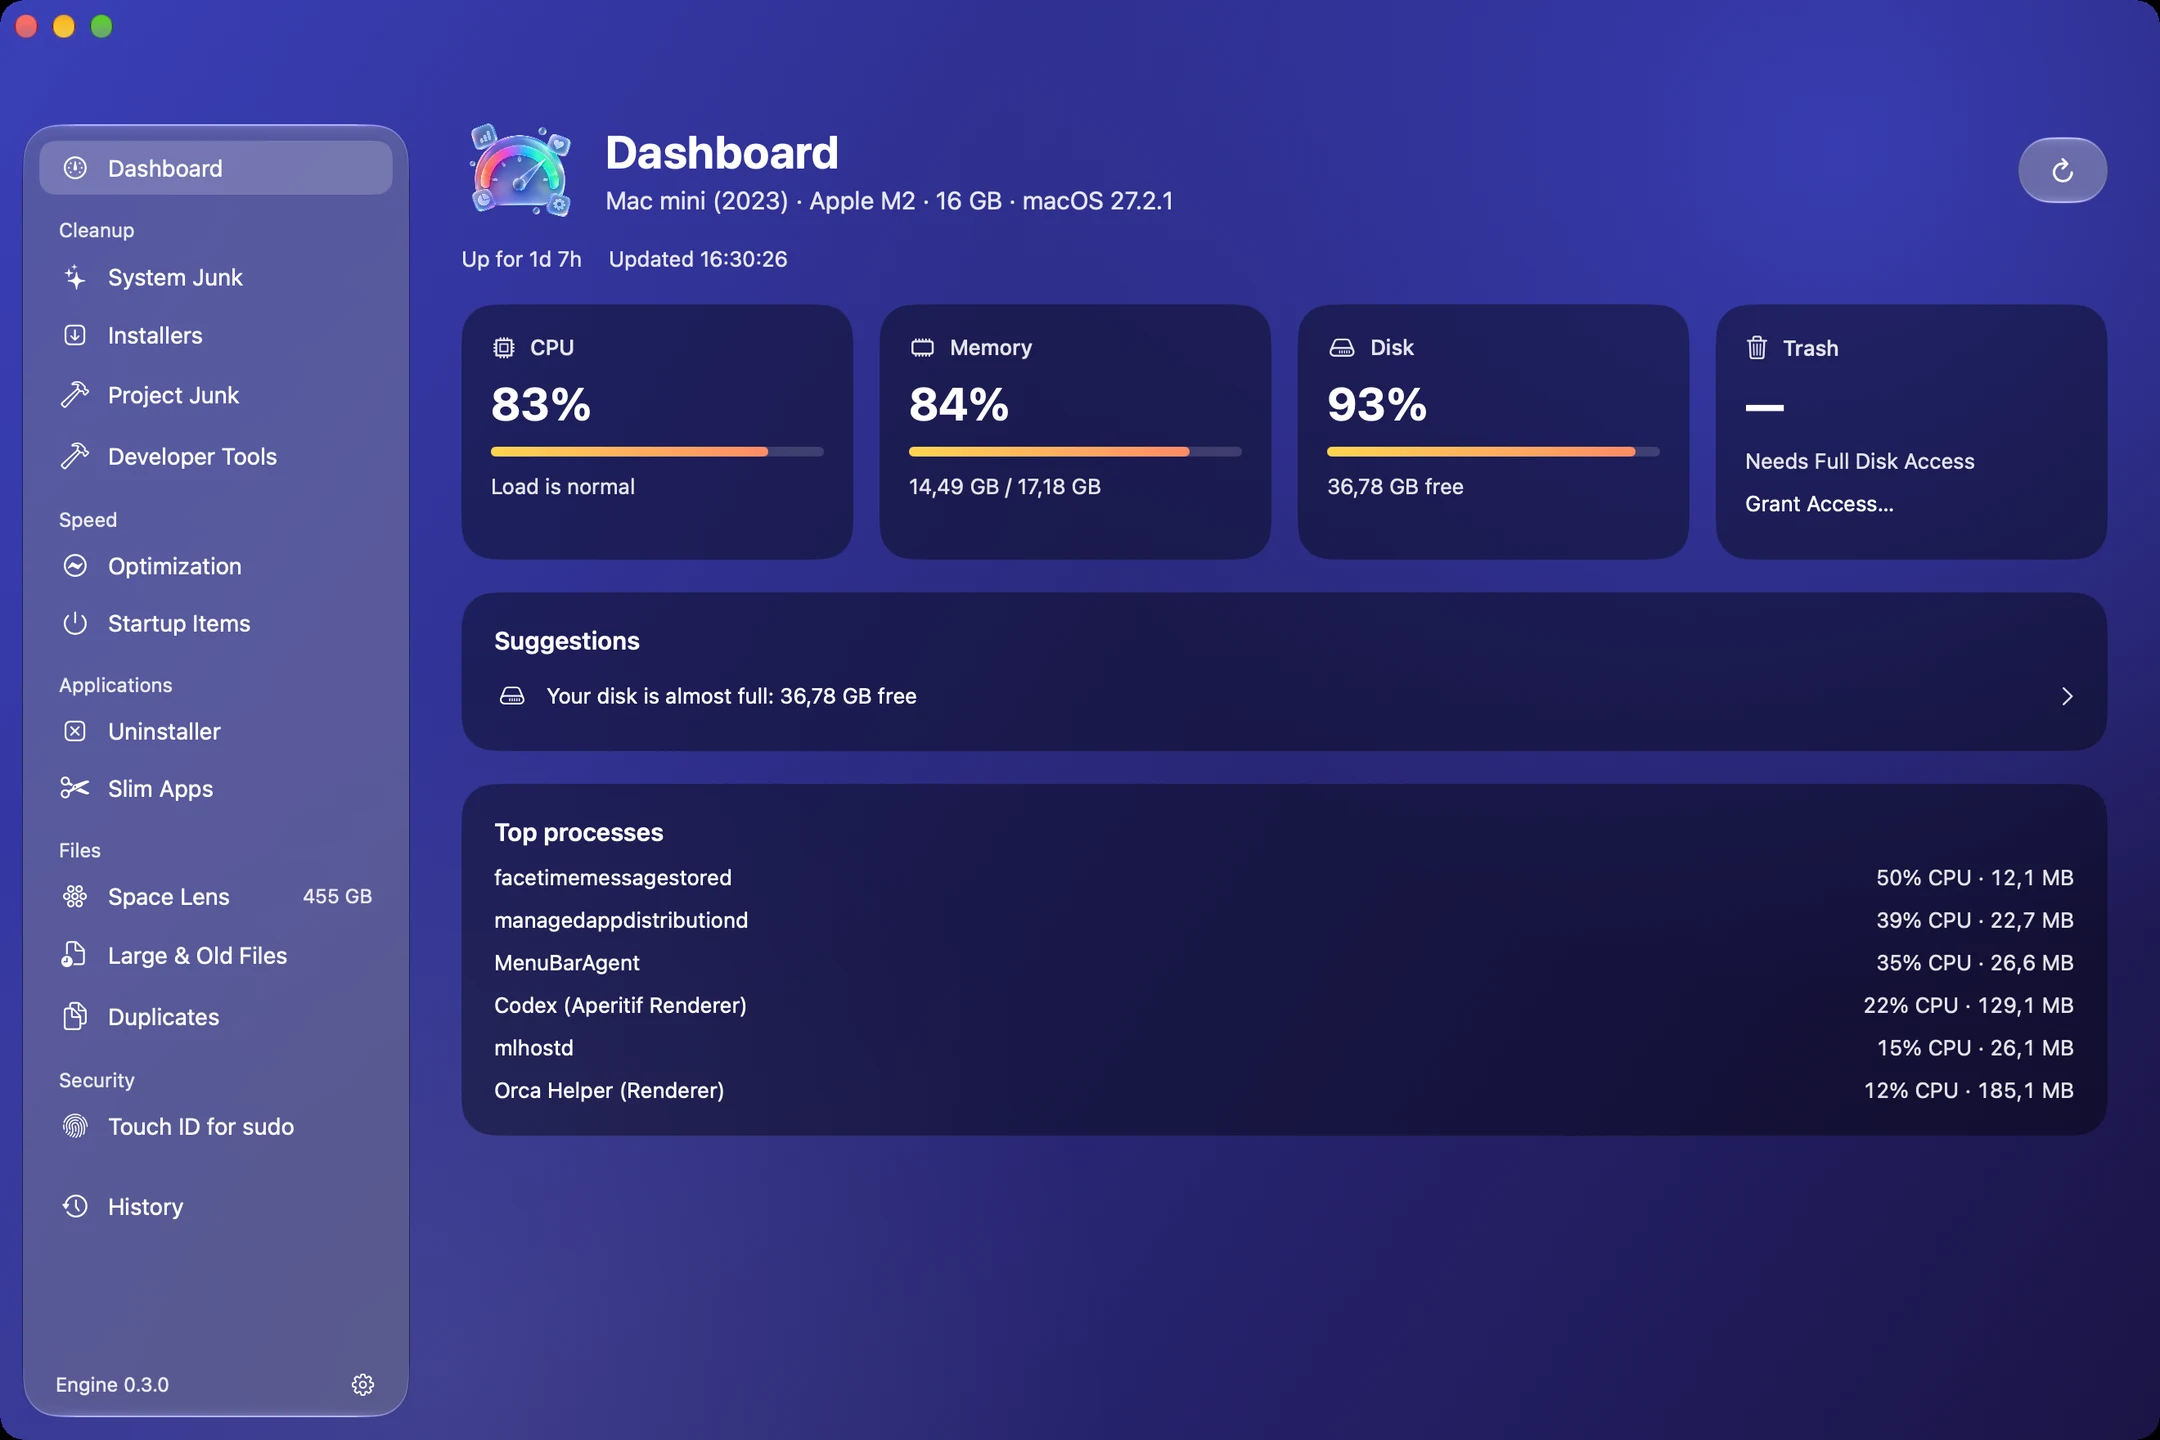 Dashboard
Cleanup
System Junk
Installers
Project Junk
Developer Tools
Speed
Optimization
Startup Items
Applications
Uninstaller
Slim Apps
Files
Space Lens 455 GB
Large & Old Files
Duplicates
Security
Touch ID for sudo
History
Engine 0.3.0
Dashboard
Mac mini (2023) · Apple M2 · 16 GB · macOS 27.2.1
Up for 1d 7h Updated 16:30:26
CPU
83%
Load is normal
Memory
84%
14,49 GB / 17,18 GB
Disk
93%
36,78 GB free
Trash
—
Needs Full Disk Access
Grant Access...
Suggestions
Your disk is almost full: 36,78 GB free
Top processes
facetimemessagestored 50% CPU · 12,1 MB
managedappdistributiond 39% CPU · 22,7 MB
MenuBarAgent 35% CPU · 26,6 MB
Codex (Aperitif Renderer) 22% CPU · 129,1 MB
mlhostd 15% CPU · 26,1 MB
Orca Helper (Renderer) 12% CPU · 185,1 MB